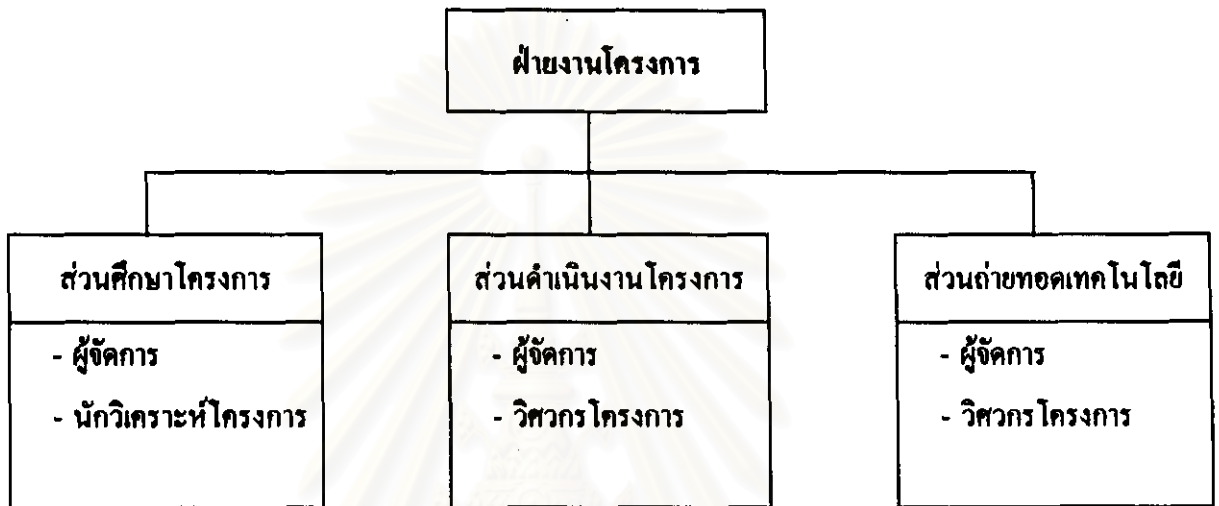 ฝ่ายงานโครงการ
ส่วนศึกษาโครงการ
- ผู้จัดการ
- นักวิเคราะห์โครงการ
ส่วนดำเนินงานโครงการ
- ผู้จัดการ
- วิศวกรโครงการ
ส่วนถ่ายทอดเทคโนโลยี
- ผู้จัดการ
- วิศวกรโครงการ